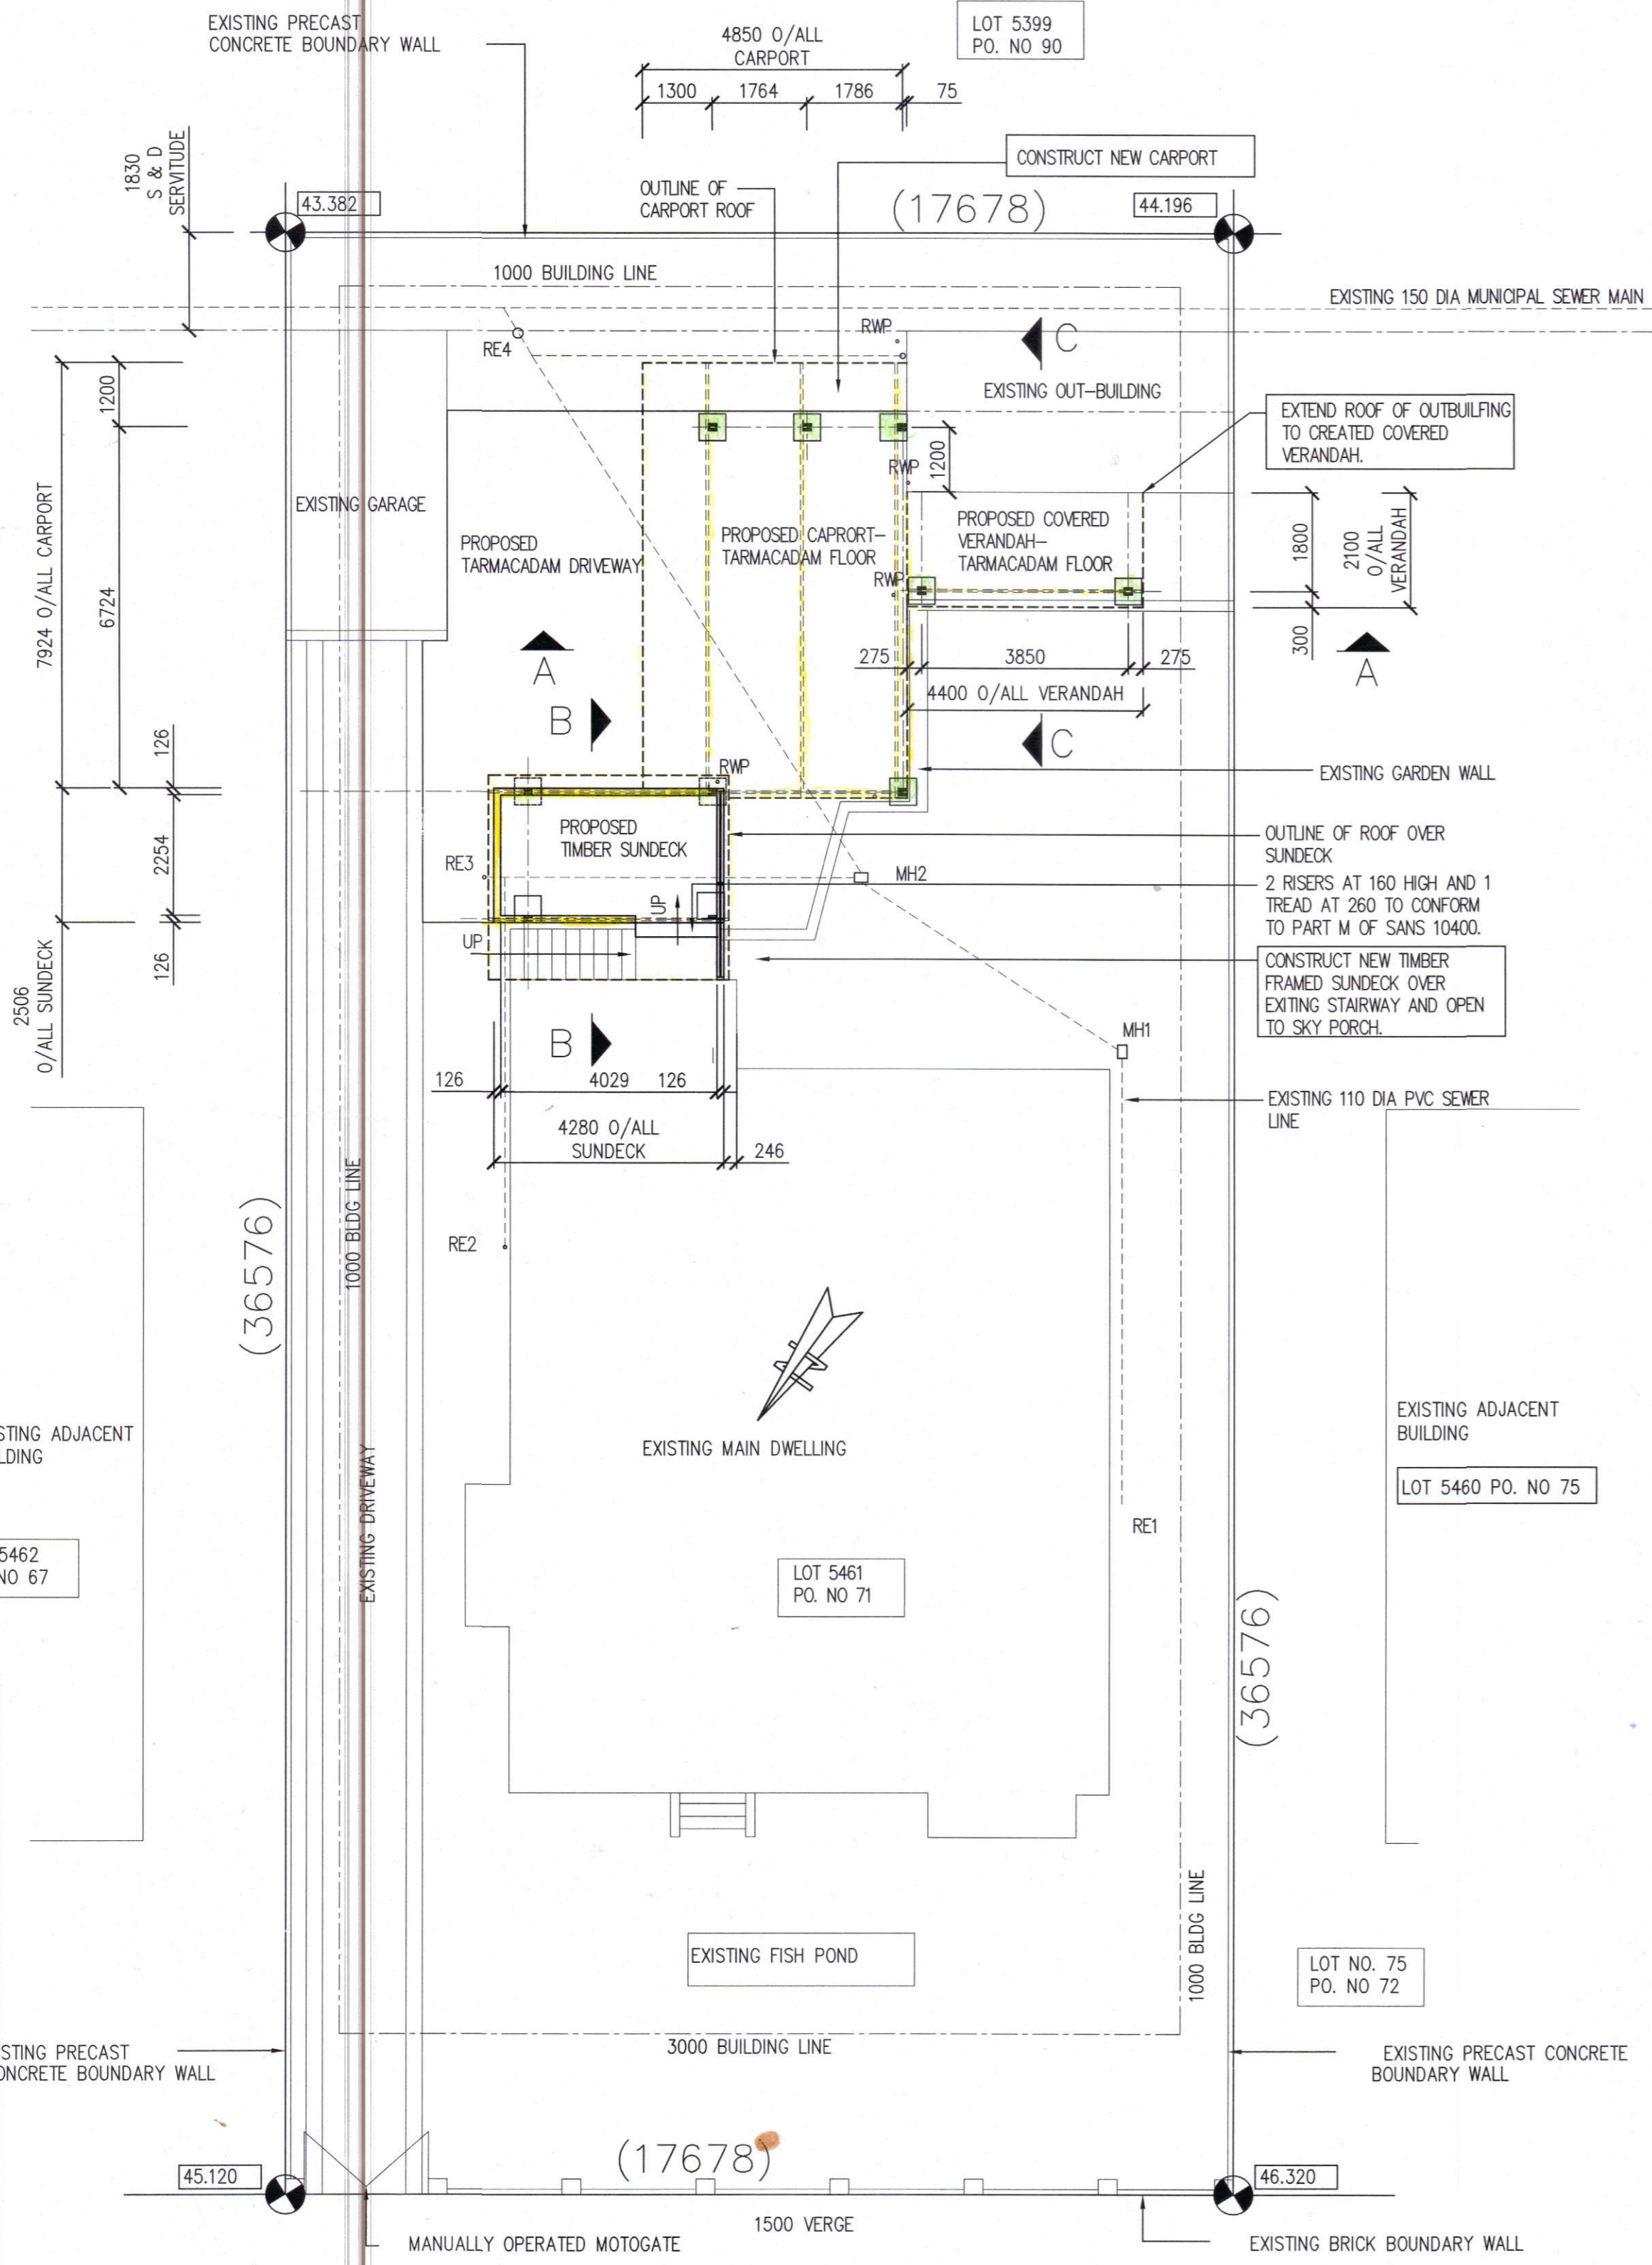 EXISTING PRECAST
CONCRETE BOUNDARY WALL
4850 O/ALL
CARPORT
LOT 5399
PO. NO 90
1300
1764
1786
75
1830
S & D
SERVITUDE
CONSTRUCT NEW CARPORT
OUTLINE OF
CARPORT ROOF
43.382
(17678)
44.196
1000 BUILDING LINE
EXISTING 150 DIA MUNICIPAL SEWER MAIN
RE4
RWP
C
EXISTING OUT-BUILDING
1200
EXTEND ROOF OF OUTBUILFING
TO CREATED COVERED
VERANDAH.
RWP
1200
7924 O/ALL CARPORT
6724
EXISTING GARAGE
PROPOSED
TARMACADAM DRIVEWAY
PROPOSED CAPRORT-
TARMACADAM FLOOR
PROPOSED COVERED
VERANDAH-
TARMACADAM FLOOR
1800
2100
O/ALL
VERANDAH
RWP
300
A
275
3850
275
A
4400 O/ALL VERANDAH
B
C
126
RWP
EXISTING GARDEN WALL
PROPOSED
TIMBER SUNDECK
OUTLINE OF ROOF OVER
SUNDECK
2254
RE3
MH2
2 RISERS AT 160 HIGH AND 1
TREAD AT 260 TO CONFORM
TO PART M OF SANS 10400.
UP
UP
126
2506
O/ALL SUNDECK
CONSTRUCT NEW TIMBER
FRAMED SUNDECK OVER
EXITING STAIRWAY AND OPEN
TO SKY PORCH.
B
MH1
126
4029
126
EXISTING 110 DIA PVC SEWER
LINE
4280 O/ALL
SUNDECK
246
1000 BLDG LINE
(36576)
RE2
STING ADJACENT
LDING
EXISTING MAIN DWELLING
EXISTING ADJACENT
BUILDING
LOT 5460 PO. NO 75
EXISTING DRIVEWAY
RE1
5462
NO 67
LOT 5461
PO. NO 71
(36576)
1000 BLDG LINE
EXISTING FISH POND
LOT NO. 75
PO. NO 72
3000 BUILDING LINE
STING PRECAST
ONCRETE BOUNDARY WALL
EXISTING PRECAST CONCRETE
BOUNDARY WALL
(17678)
45.120
46.320
1500 VERGE
MANUALLY OPERATED MOTOGATE
EXISTING BRICK BOUNDARY WALL